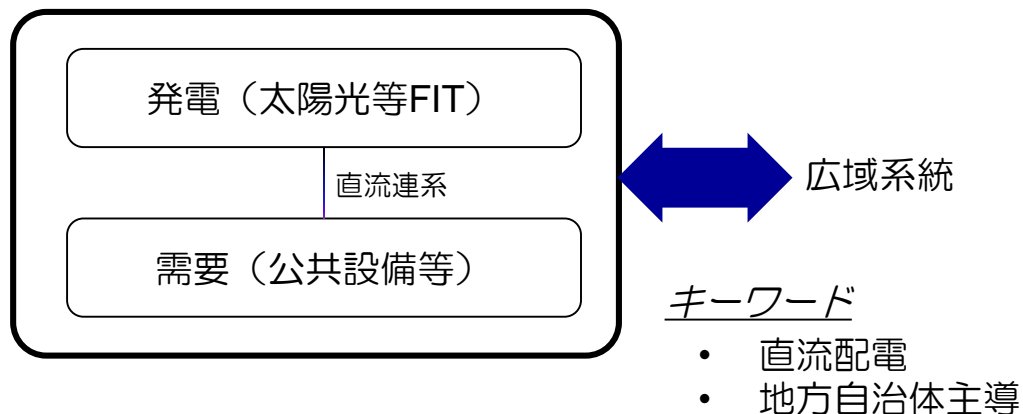 発電（太陽光等FIT）
直流連系
広域系統
需要（公共設備等）
キーワード
• 直流配電
• 地方自治体主導